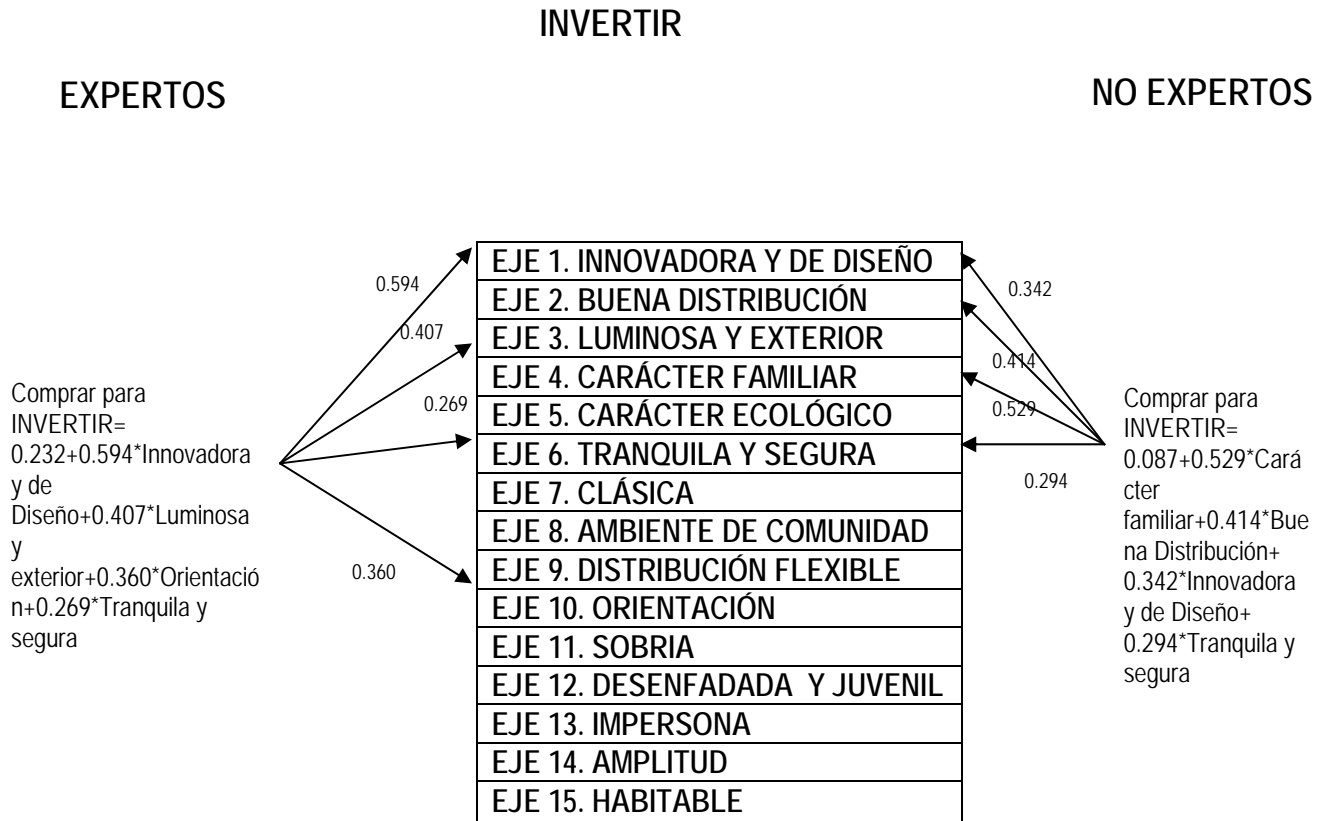 INVERTIR
EXPERTOS
NO EXPERTOS
Comprar para
INVERTIR=
0.232+0.594*Innovadora
y de
Diseño+0.407*Luminosa
y
exterior+0.360*Orientació
n+0.269*Tranquila y
segura
0.594
0.407
0.269
0.360
EJE 1. INNOVADORA Y DE DISEÑO
EJE 2. BUENA DISTRIBUCIÓN
EJE 3. LUMINOSA Y EXTERIOR
EJE 4. CARÁCTER FAMILIAR
EJE 5. CARÁCTER ECOLÓGICO
EJE 6. TRANQUILA Y SEGURA
EJE 7. CLÁSICA
EJE 8. AMBIENTE DE COMUNIDAD
EJE 9. DISTRIBUCIÓN FLEXIBLE
EJE 10. ORIENTACIÓN
EJE 11. SOBRIA
EJE 12. DESENFADADA Y JUVENIL
EJE 13. IMPERSONA
EJE 14. AMPLITUD
EJE 15. HABITABLE
0.342
0.414
0.529
0.294
Comprar para
INVERTIR=
0.087+0.529*Cará
cter
familiar+0.414*Bue
na Distribución+
0.342*Innovadora
y de Diseño+
0.294*Tranquila y
segura